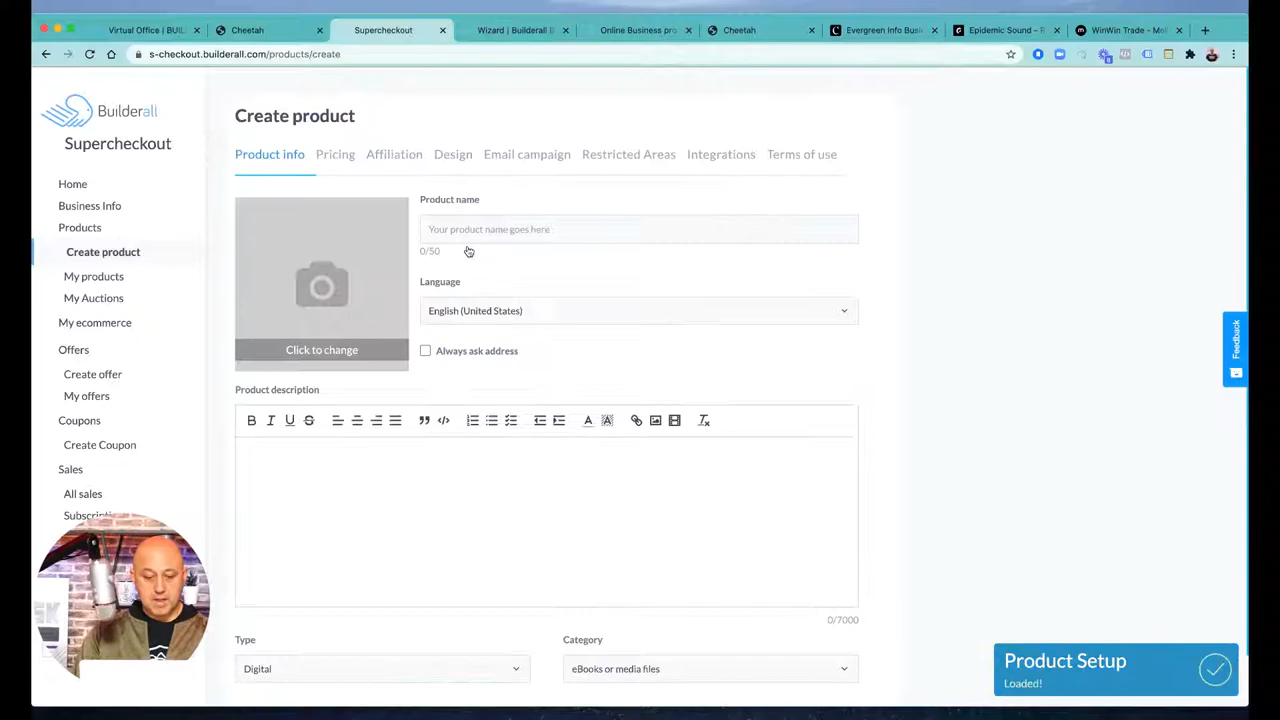 Virtual Office | BUIL
Cheetah
Supercheckout
Wizard | Builderall B
Online Business pro
Cheetah
Evergreen Info Busi
Epidemic Sound – R
WinWin Trade - Moll
s-checkout.builderall.com/products/create
Builderall
Supercheckout
Home
Business Info
Products
Create product
My products
My Auctions
My ecommerce
Offers
Create offer
My offers
Coupons
Create Coupon
Sales
All sales
Create product
Product info
Pricing
Affiliation
Design
Email campaign
Restricted Areas
Integrations
Terms of use
Click to change
Product name
Your product name goes here
0/50
Language
English (United States)
Always ask address
Product description
0/7000
Type
Digital
Category
eBooks or media files
Feedback
Product Setup
Loaded!